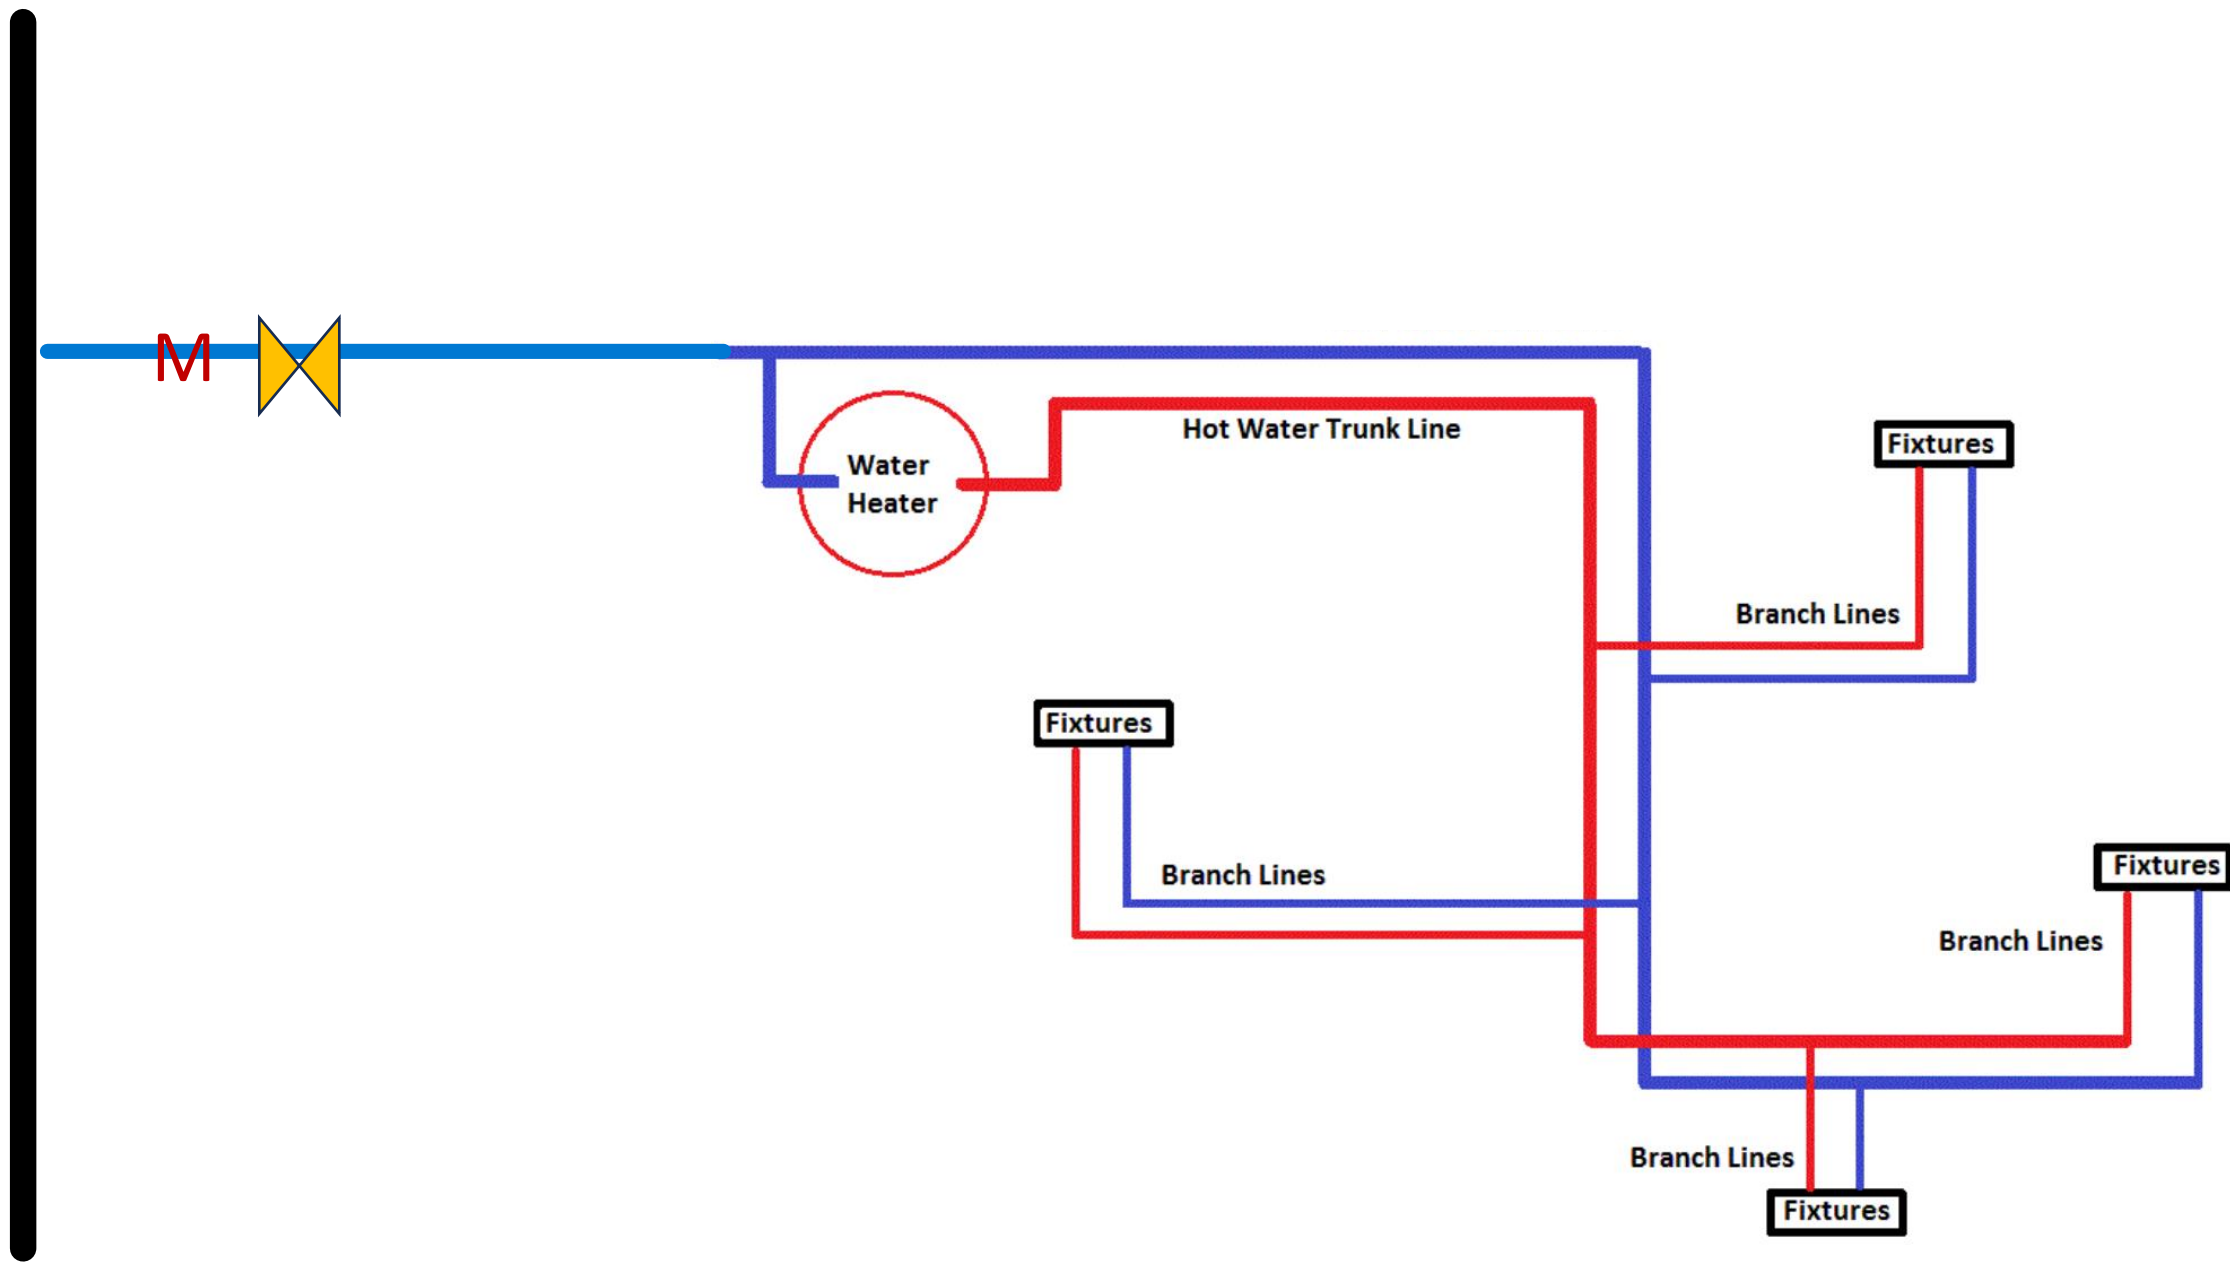 M
Water
Heater
Hot Water Trunk Line
Fixtures
Branch Lines
Fixtures
Branch Lines
Fixtures
Branch Lines
Branch Lines
Fixtures